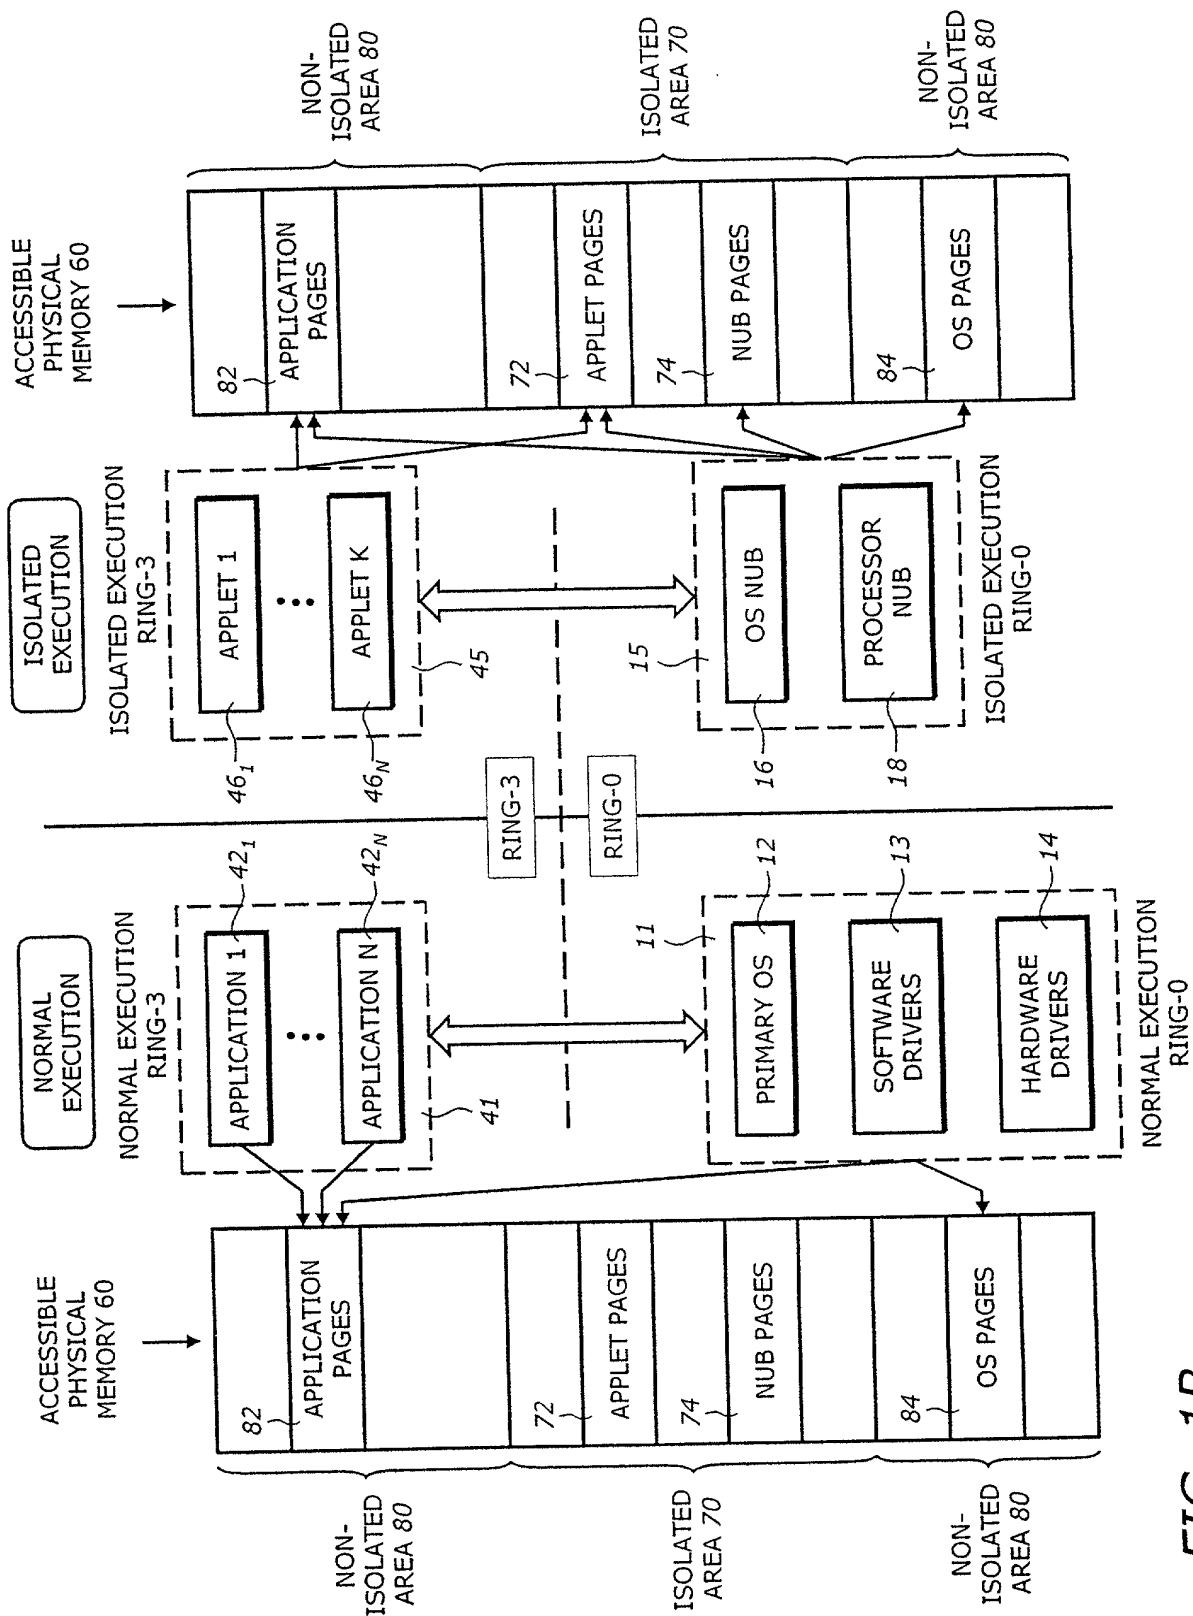 NORMAL
EXECUTION
ISOLATED
EXECUTION
ACCESSIBLE
PHYSICAL
MEMORY 60
NORMAL EXECUTION
RING-3
ISOLATED EXECUTION
RING-3
ACCESSIBLE
PHYSICAL
MEMORY 60
NON-
ISOLATED
AREA 80
82
APPLICATION
PAGES
APPLICATION 1
42₁
APPLICATION N
42N
41
46₁
APPLET 1
46N
APPLET K
45
82
APPLICATION
PAGES
NON-
ISOLATED
AREA 80
RING-3
RING-0
ISOLATED
AREA 70
72
APPLET PAGES
74
NUB PAGES
11
PRIMARY OS
12
SOFTWARE
DRIVERS
13
HARDWARE
DRIVERS
14
NORMAL EXECUTION
RING-0
15
16
OS NUB
18
PROCESSOR
NUB
ISOLATED EXECUTION
RING-0
72
APPLET PAGES
74
NUB PAGES
ISOLATED
AREA 70
NON-
ISOLATED
AREA 80
84
OS PAGES
84
OS PAGES
NON-
ISOLATED
AREA 80
FIG. 1B